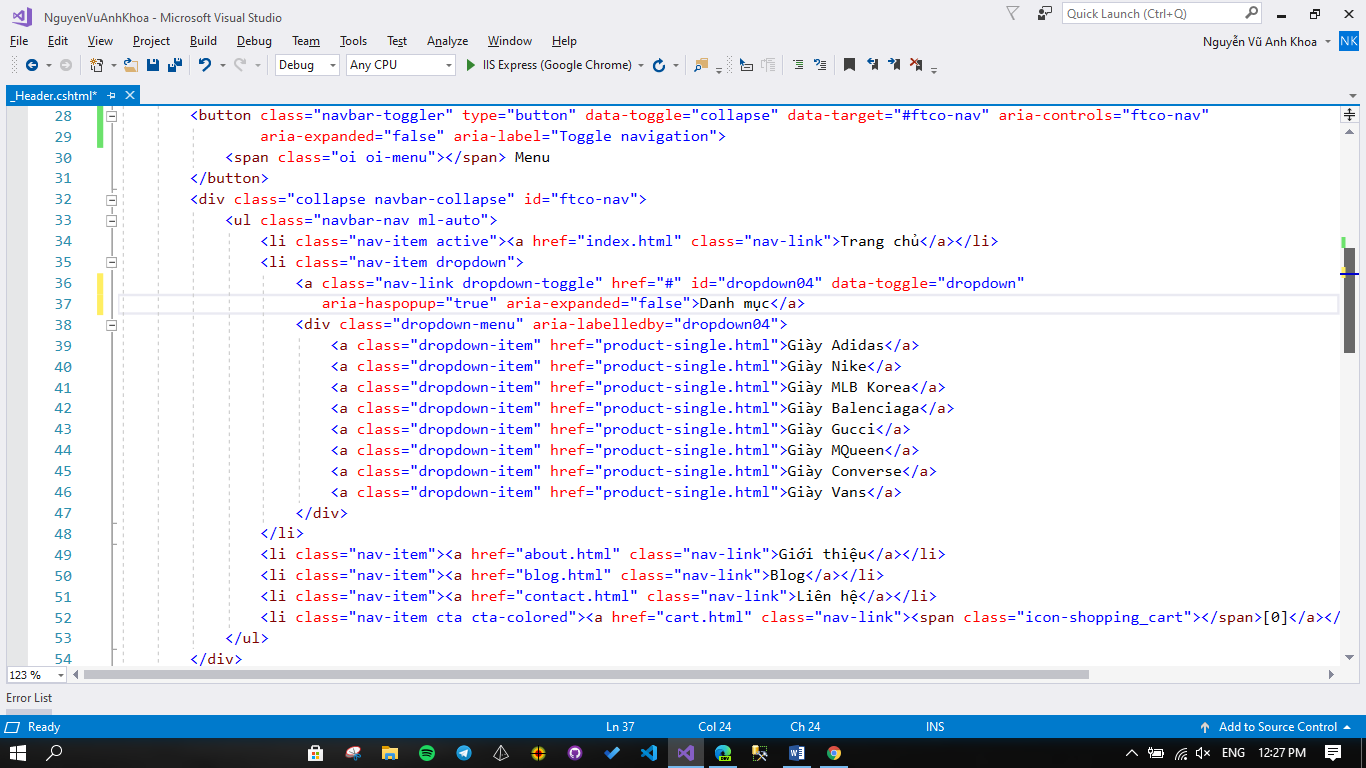 NguyenVuAnhKhoa - Microsoft Visual Studio
Quick Launch (Ctrl+Q)
File Edit View Project Build Debug Team Tools Test Analyze Window Help
Nguyễn Vũ Anh Khoa NK
Debug Any CPU IIS Express (Google Chrome)
_Header.cshtml*
28 <button class="navbar-toggler" type="button" data-toggle="collapse" data-target="#ftco-nav" aria-controls="ftco-nav"
29 aria-expanded="false" aria-label="Toggle navigation">
30 <span class="oi oi-menu"></span> Menu
31 </button>
32 <div class="collapse navbar-collapse" id="ftco-nav">
33 <ul class="navbar-nav ml-auto">
34 <li class="nav-item active"><a href="index.html" class="nav-link">Trang chủ</a></li>
35 <li class="nav-item dropdown">
36 <a class="nav-link dropdown-toggle" href="#" id="dropdown04" data-toggle="dropdown"
37 aria-haspopup="true" aria-expanded="false">Danh mục</a>
38 <div class="dropdown-menu" aria-labelledby="dropdown04">
39 <a class="dropdown-item" href="product-single.html">Giày Adidas</a>
40 <a class="dropdown-item" href="product-single.html">Giày Nike</a>
41 <a class="dropdown-item" href="product-single.html">Giày MLB Korea</a>
42 <a class="dropdown-item" href="product-single.html">Giày Balenciaga</a>
43 <a class="dropdown-item" href="product-single.html">Giày Gucci</a>
44 <a class="dropdown-item" href="product-single.html">Giày MQueen</a>
45 <a class="dropdown-item" href="product-single.html">Giày Converse</a>
46 <a class="dropdown-item" href="product-single.html">Giày Vans</a>
47 </div>
48 </li>
49 <li class="nav-item"><a href="about.html" class="nav-link">Giới thiệu</a></li>
50 <li class="nav-item"><a href="blog.html" class="nav-link">Blog</a></li>
51 <li class="nav-item"><a href="contact.html" class="nav-link">Liên hệ</a></li>
52 <li class="nav-item cta cta-colored"><a href="cart.html" class="nav-link"><span class="icon-shopping_cart"></span>[0]</a></
53 </ul>
54 </div>
123 %
Error List
Ready Ln 37 Col 24 Ch 24 INS Add to Source Control
ENG 12:27 PM